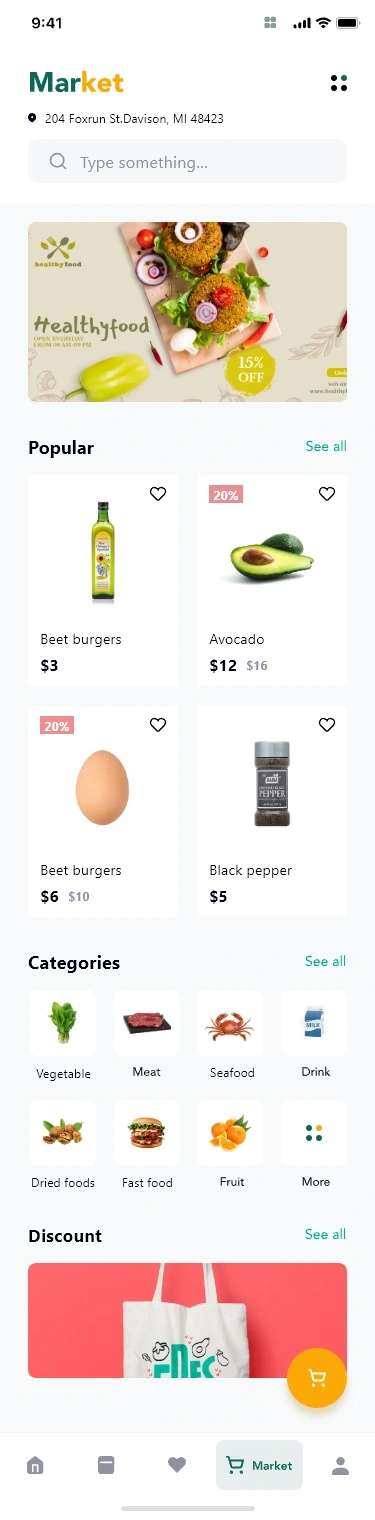 9:41
Market
204 Foxrun St.Davison, MI 48423
Type something...
healthyfood
#ealthyfood
OPEN EVERYDAY
FROM 08 AM-09 PM
15%
OFF
Popular
See all
20%
Beet burgers
Avocado
$3
$12 $16
20%
PEPPER
Beet burgers
Black pepper
$6 $10
$5
Categories
See all
MILK
Vegetable
Meat
Seafood
Drink
Dried foods
Fast food
Fruit
More
Discount
See all
Market